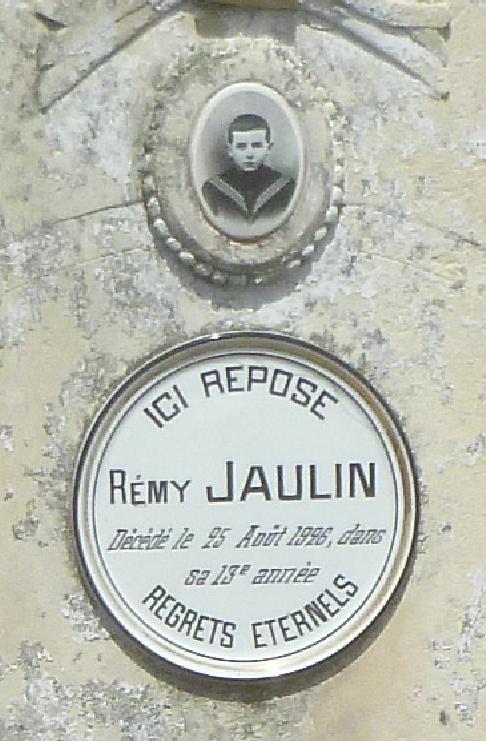 ICI REPOSE
RÉMY JAULIN
Décédé le 25 Août 1926, dans
sa 13e année
REGRETS ETERNELS